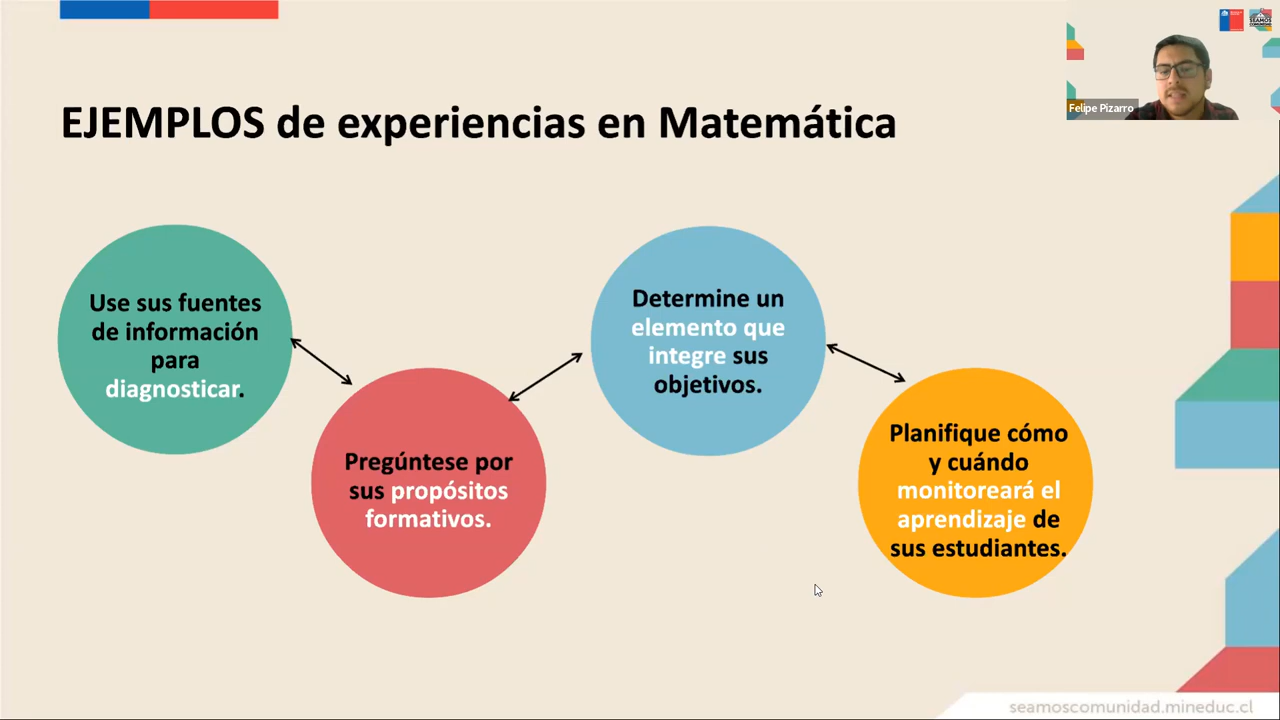 EJEMPLOS de experiencias en Matemática
Felipe Pizarro
SEAMOS
COMUNIDAD
Use sus fuentes
de información
para
diagnosticar.
Pregúntese por
sus propósitos
formativos.
Determine un
elemento que
integre sus
objetivos.
Planifique cómo
y cuándo
monitoreará el
aprendizaje de
sus estudiantes.
seamoscomunidad.mineduc.cl